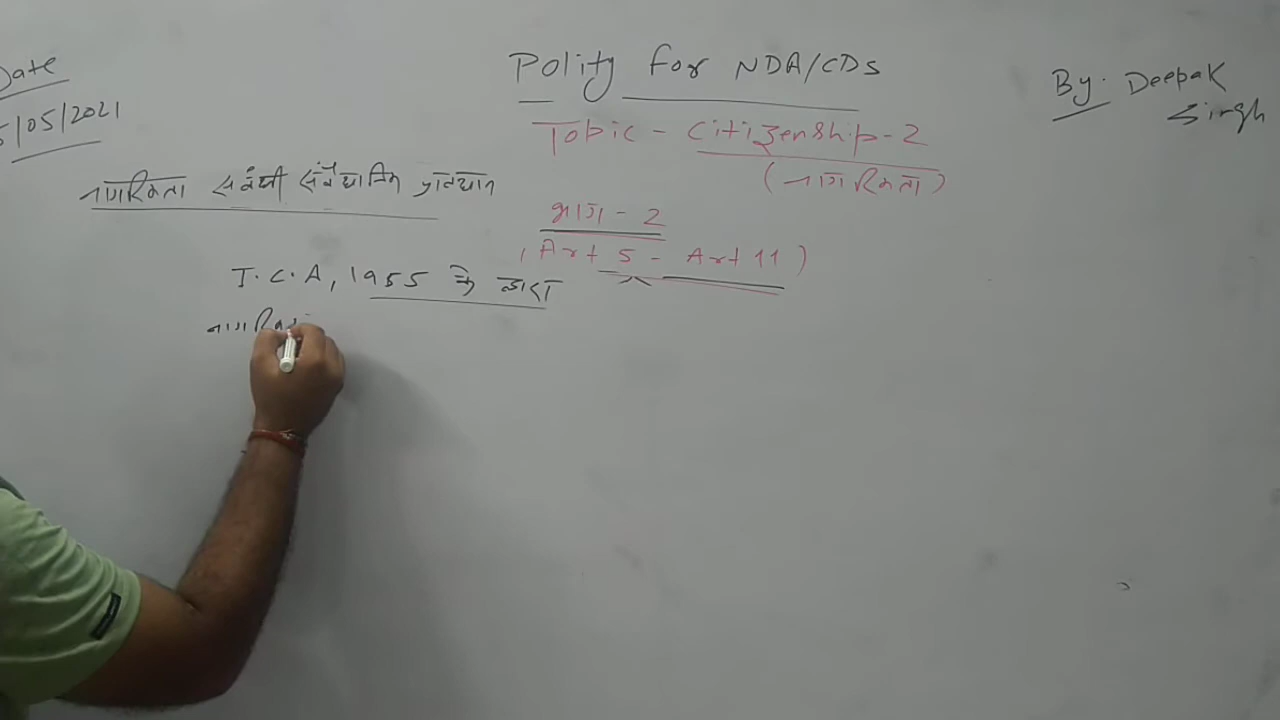 Date
5/05/2021
Polity for NDA/CDS
By. Deepak
Singh
Topic - Citizenship-2
(नागरिकता)
नागरिकता संबंधी संवैधानिक प्रावधान
भाग - 2
(Art 5 - Art 11)
I.C.A, 1955 के द्वारा